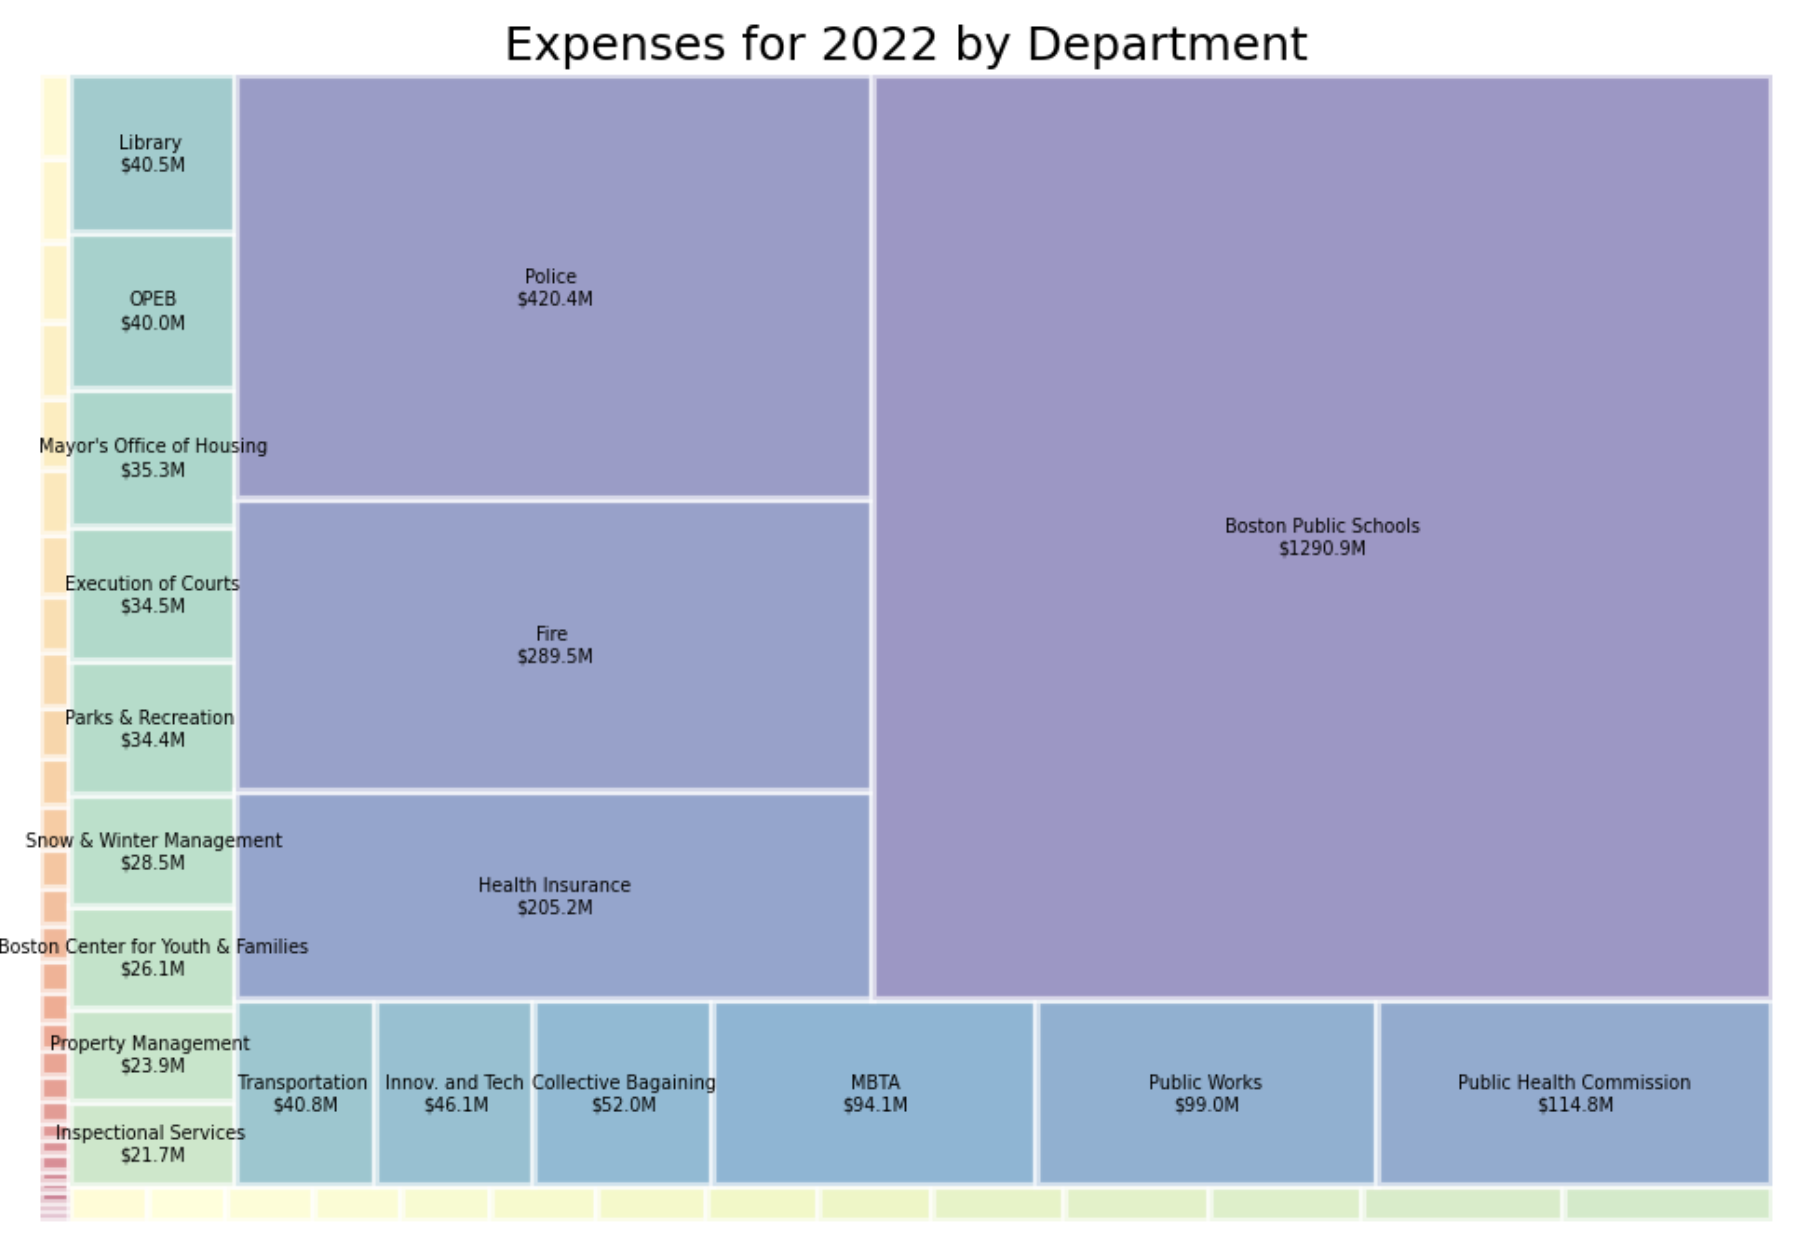 Expenses for 2022 by Department
Library
$40.5M
OPEB
$40.0M
Mayor's Office of Housing
$35.3M
Execution of Courts
$34.5M
Parks & Recreation
$34.4M
Snow & Winter Management
$28.5M
Boston Center for Youth & Families
$26.1M
Property Management
$23.9M
Inspectional Services
$21.7M
Police
$420.4M
Fire
$289.5M
Health Insurance
$205.2M
Boston Public Schools
$1290.9M
Transportation
$40.8M
Innov. and Tech
$46.1M
Collective Bagaining
$52.0M
MBTA
$94.1M
Public Works
$99.0M
Public Health Commission
$114.8M